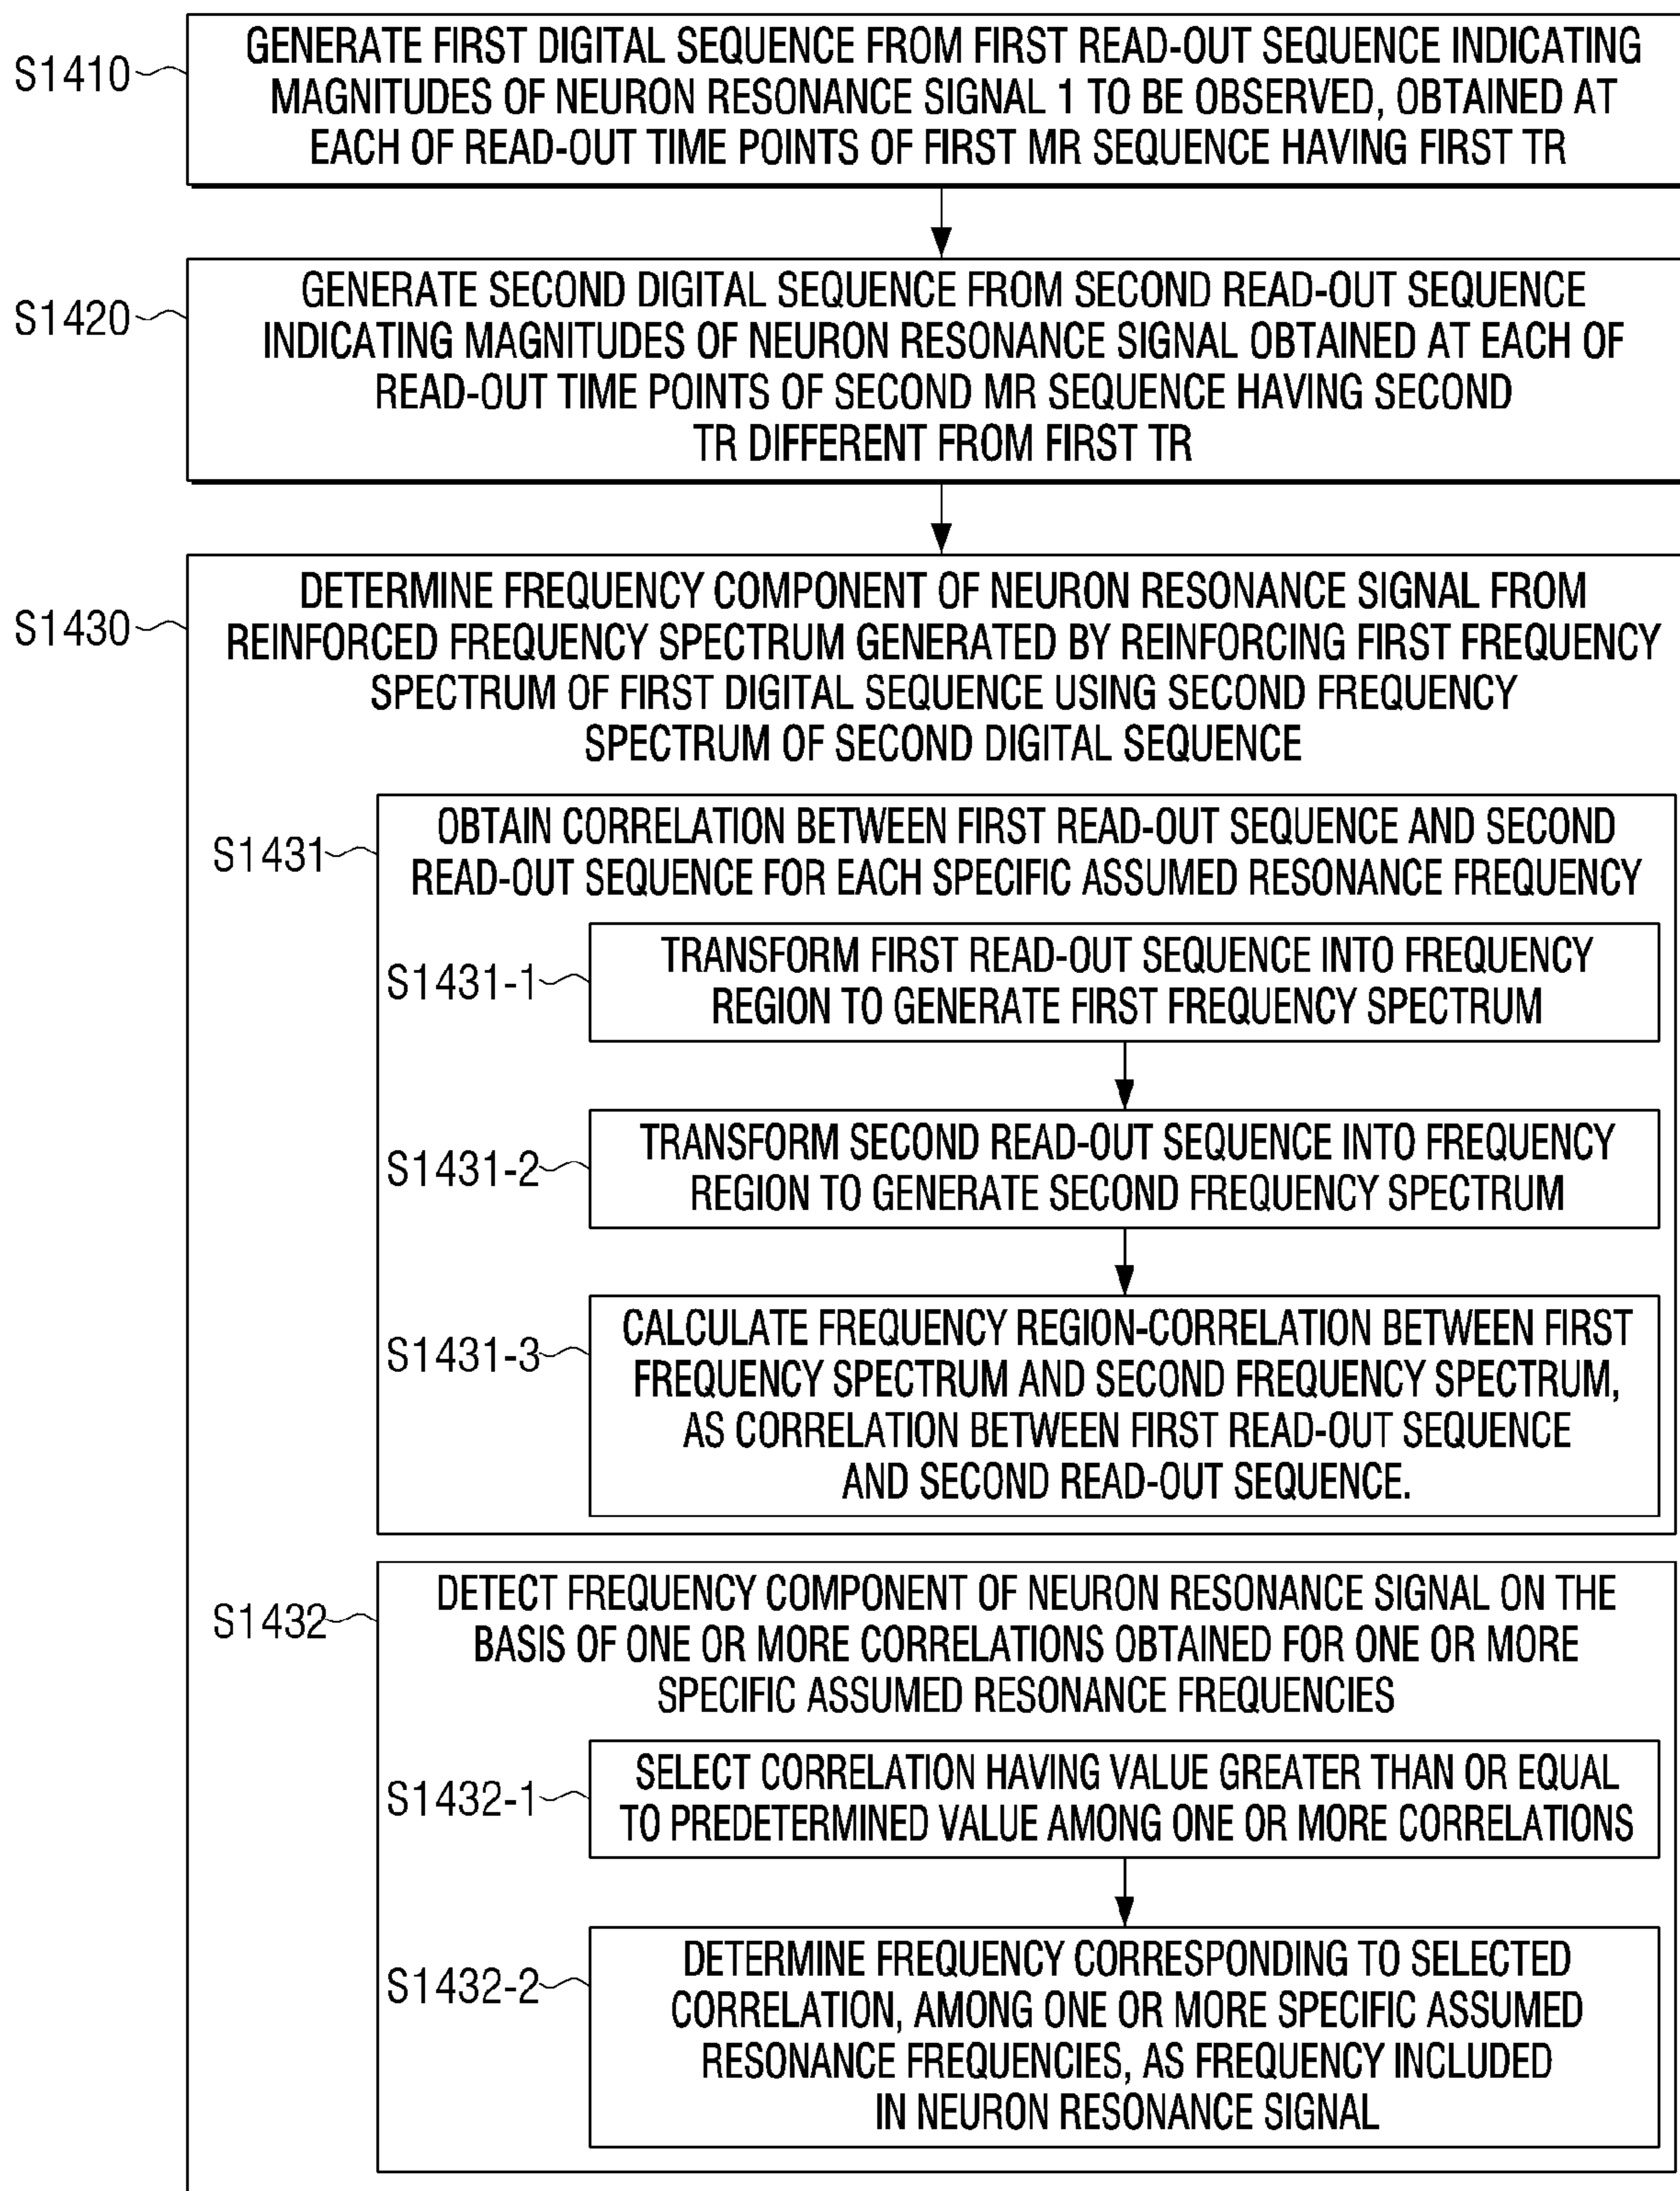 S1410
GENERATE FIRST DIGITAL SEQUENCE FROM FIRST READ-OUT SEQUENCE INDICATING
MAGNITUDES OF NEURON RESONANCE SIGNAL 1 TO BE OBSERVED, OBTAINED AT
EACH OF READ-OUT TIME POINTS OF FIRST MR SEQUENCE HAVING FIRST TR
S1420
GENERATE SECOND DIGITAL SEQUENCE FROM SECOND READ-OUT SEQUENCE
INDICATING MAGNITUDES OF NEURON RESONANCE SIGNAL OBTAINED AT EACH OF
READ-OUT TIME POINTS OF SECOND MR SEQUENCE HAVING SECOND
TR DIFFERENT FROM FIRST TR
S1430
DETERMINE FREQUENCY COMPONENT OF NEURON RESONANCE SIGNAL FROM
REINFORCED FREQUENCY SPECTRUM GENERATED BY REINFORCING FIRST FREQUENCY
SPECTRUM OF FIRST DIGITAL SEQUENCE USING SECOND FREQUENCY
SPECTRUM OF SECOND DIGITAL SEQUENCE
S1431
OBTAIN CORRELATION BETWEEN FIRST READ-OUT SEQUENCE AND SECOND
READ-OUT SEQUENCE FOR EACH SPECIFIC ASSUMED RESONANCE FREQUENCY
S1431-1
TRANSFORM FIRST READ-OUT SEQUENCE INTO FREQUENCY
REGION TO GENERATE FIRST FREQUENCY SPECTRUM
S1431-2
TRANSFORM SECOND READ-OUT SEQUENCE INTO FREQUENCY
REGION TO GENERATE SECOND FREQUENCY SPECTRUM
S1431-3
CALCULATE FREQUENCY REGION-CORRELATION BETWEEN FIRST
FREQUENCY SPECTRUM AND SECOND FREQUENCY SPECTRUM,
AS CORRELATION BETWEEN FIRST READ-OUT SEQUENCE
AND SECOND READ-OUT SEQUENCE.
S1432
DETECT FREQUENCY COMPONENT OF NEURON RESONANCE SIGNAL ON THE
BASIS OF ONE OR MORE CORRELATIONS OBTAINED FOR ONE OR MORE
SPECIFIC ASSUMED RESONANCE FREQUENCIES
S1432-1
SELECT CORRELATION HAVING VALUE GREATER THAN OR EQUAL
TO PREDETERMINED VALUE AMONG ONE OR MORE CORRELATIONS
S1432-2
DETERMINE FREQUENCY CORRESPONDING TO SELECTED
CORRELATION, AMONG ONE OR MORE SPECIFIC ASSUMED
RESONANCE FREQUENCIES, AS FREQUENCY INCLUDED
IN NEURON RESONANCE SIGNAL